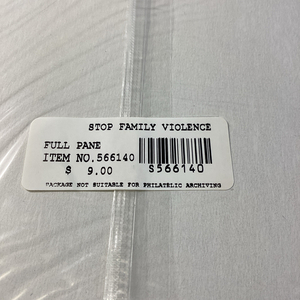 STOP FAMILY VIOLENCE
FULL PANE
ITEM NO.566140
$ 9.00
S566140
PACKAGE NOT SUITABLE FOR PHILATELIC ARCHIVING